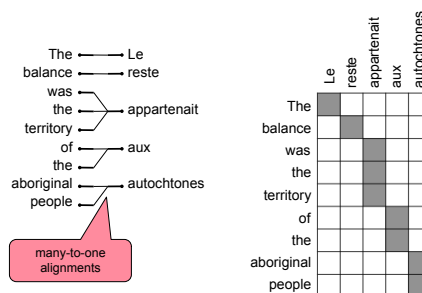 The Le
balance reste
was
the appartenait
territory
of aux
the
aboriginal autochtones
people
many-to-one
alignments
Le
reste
appartenait
aux
autochtones
The
balance
was
the
territory
of
the
aboriginal
people